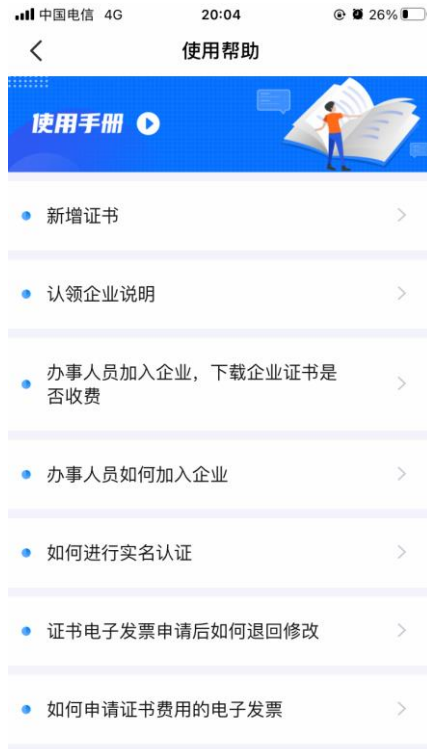 中国电信 4G 20:04 26%
使用帮助
使用手册
新增证书
认领企业说明
办事人员加入企业，下载企业证书是
否收费
办事人员如何加入企业
如何进行实名认证
证书电子发票申请后如何退回修改
如何申请证书费用的电子发票